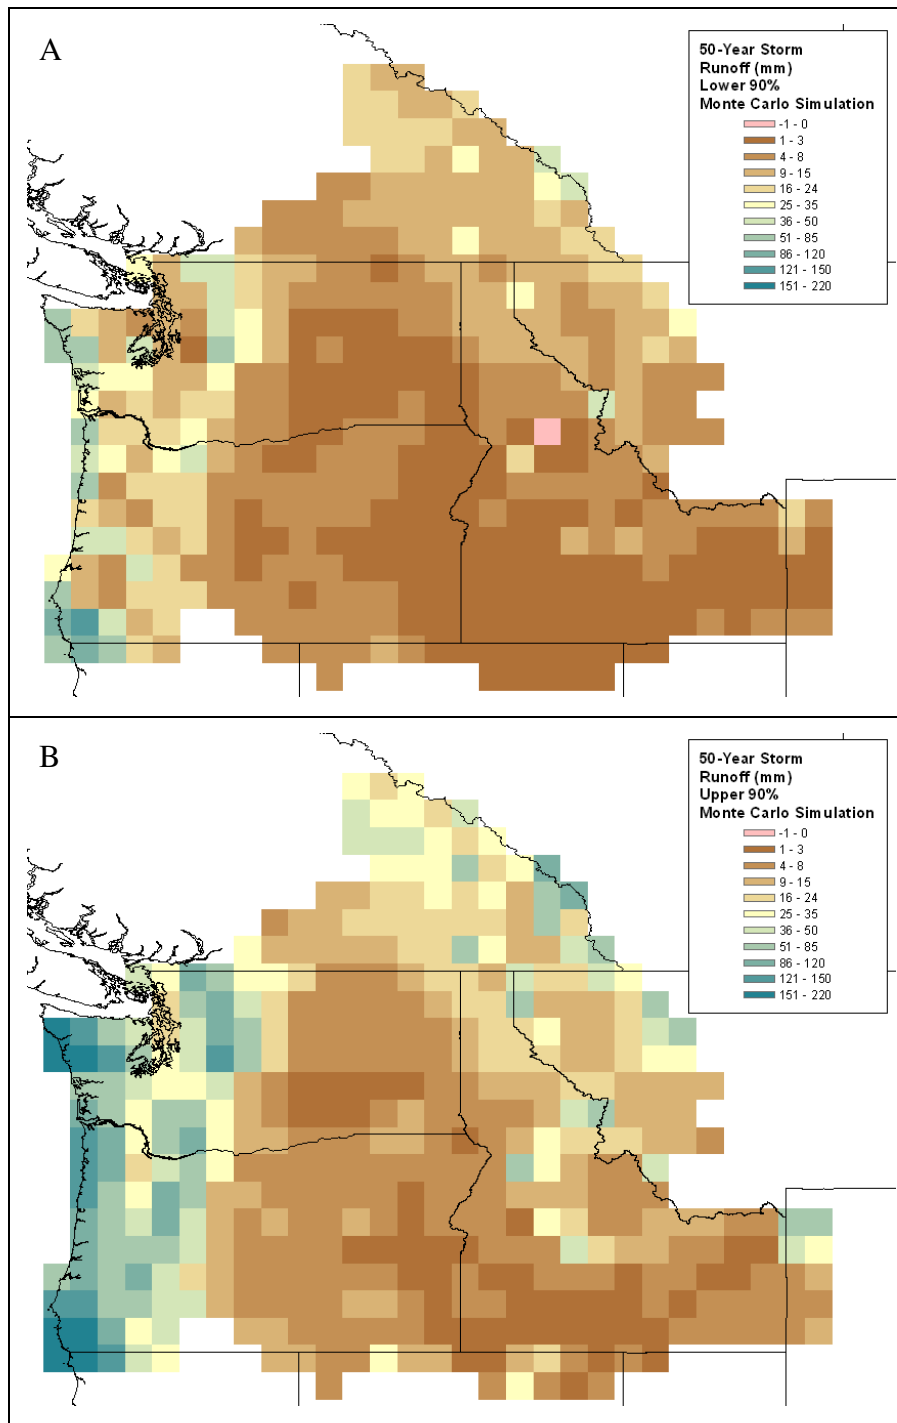 A
50-Year Storm
Runoff (mm)
Lower 90%
Monte Carlo Simulation
-1 - 0
1 - 3
4 - 8
9 - 15
16 - 24
25 - 35
36 - 50
51 - 85
86 - 120
121 - 150
151 - 220
B
50-Year Storm
Runoff (mm)
Upper 90%
Monte Carlo Simulation
-1 - 0
1 - 3
4 - 8
9 - 15
16 - 24
25 - 35
36 - 50
51 - 85
86 - 120
121 - 150
151 - 220